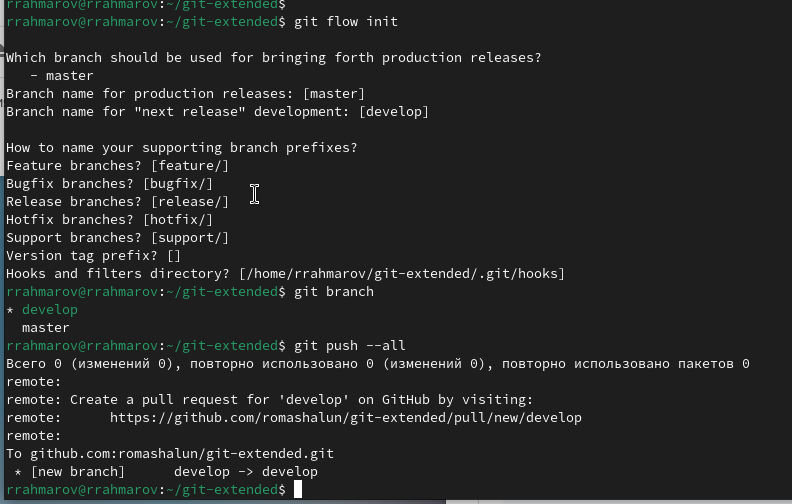 rrahmarov@rrahmarov:~/git-extended$
rrahmarov@rrahmarov:~/git-extended$ git flow init
Which branch should be used for bringing forth production releases?
   - master
Branch name for production releases: [master]
Branch name for "next release" development: [develop]
How to name your supporting branch prefixes?
Feature branches? [feature/]
Bugfix branches? [bugfix/]
Release branches? [release/]
Hotfix branches? [hotfix/]
Support branches? [support/]
Version tag prefix? []
Hooks and filters directory? [/home/rrahmarov/git-extended/.git/hooks]
rrahmarov@rrahmarov:~/git-extended$ git branch
* develop
  master
rrahmarov@rrahmarov:~/git-extended$ git push --all
Всего 0 (изменений 0), повторно использовано 0 (изменений 0), повторно использовано пакетов 0
remote:
remote: Create a pull request for 'develop' on GitHub by visiting:
remote:      https://github.com/romashalun/git-extended/pull/new/develop
remote:
To github.com:romashalun/git-extended.git
 * [new branch]      develop -> develop
rrahmarov@rrahmarov:~/git-extended$